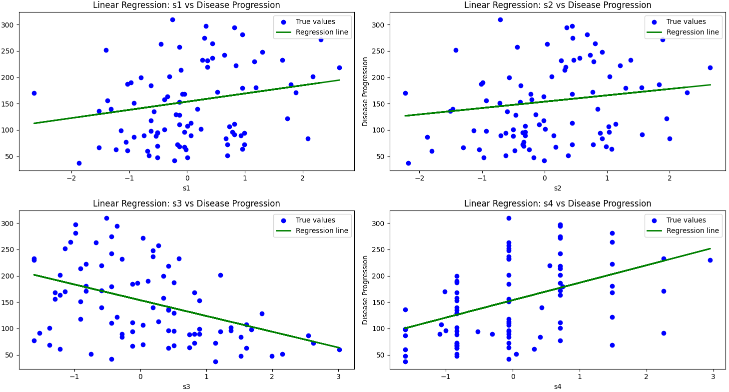 Linear Regression: s1 vs Disease Progression
300
250
200
150
100
50
True values
Regression line
−2
−1
0
1
2
s1
Linear Regression: s2 vs Disease Progression
Disease Progression
300
250
200
150
100
50
True values
Regression line
−2
−1
0
1
2
s2
Linear Regression: s3 vs Disease Progression
300
250
200
150
100
50
True values
Regression line
−1
0
1
2
3
s3
Linear Regression: s4 vs Disease Progression
Disease Progression
300
250
200
150
100
50
True values
Regression line
−1
0
1
2
3
s4